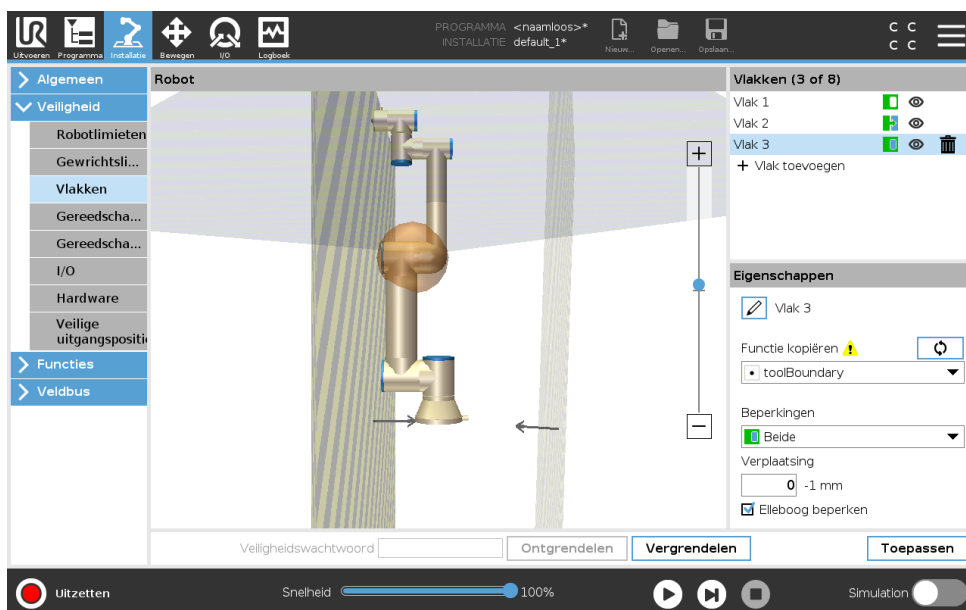 UR
PROGRAMMA <naamloos>*
INSTALLATIE default_1*
Uitvoeren Programma Installatie Bewegen I/O Logboek
Nieuw... Openen... Opslaan...
C C
C C
Algemeen
Veiligheid
Robotlimieten
Gewrichtsli...
Vlakken
Gereedscha...
Gereedscha...
I/O
Hardware
Veilige
uitgangspositi
Functies
Veldbus
Robot
Vlakken (3 of 8)
Vlak 1
Vlak 2
Vlak 3
+ Vlak toevoegen
Eigenschappen
Vlak 3
Functie kopiëren
toolBoundary
Beperkingen
Beide
Verplaatsing
0 -1 mm
Elleboog beperken
Veiligheidswachtwoord Ontgrendelen Vergrendelen Toepassen
Uitzetten Snelheid 100% Simulation